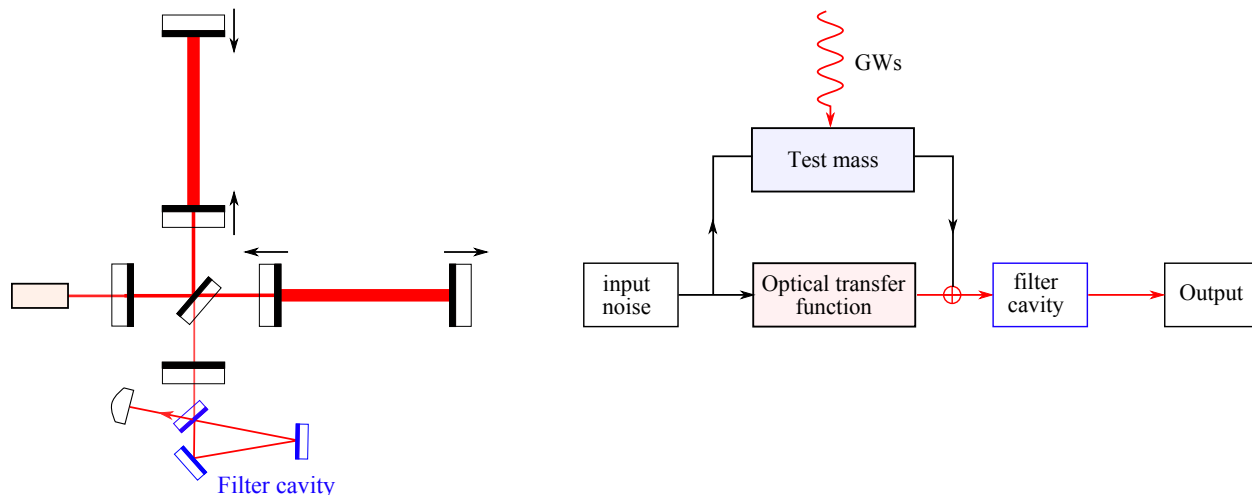 GWs
Test mass
input
noise
Optical transfer
function
filter
cavity
Output
Filter cavity